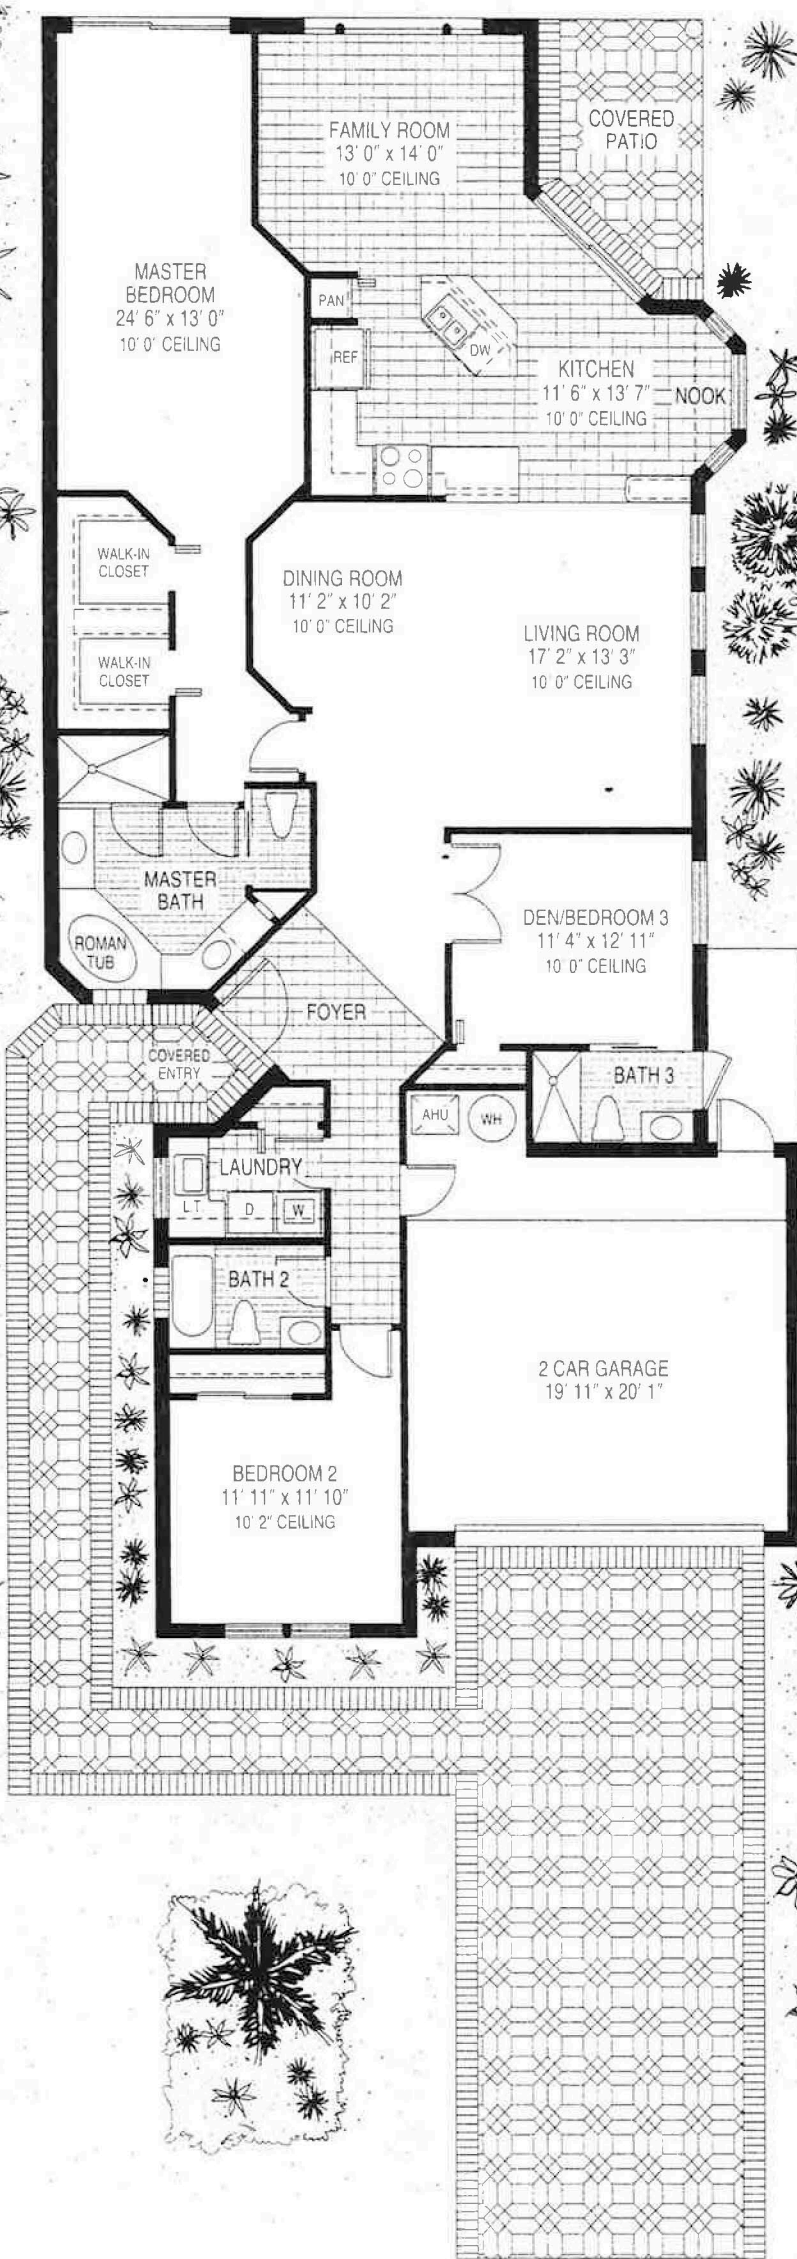 FAMILY ROOM
13' 0" x 14' 0"
10' 0" CEILING
COVERED
PATIO
MASTER
BEDROOM
24' 6" x 13' 0"
10' 0' CEILING
PAN
REF
DW
KITCHEN
11' 6" x 13' 7"
10' 0" CEILING
NOOK
WALK-IN
CLOSET
DINING ROOM
11' 2" x 10' 2"
10' 0" CEILING
LIVING ROOM
17' 2" x 13' 3"
10' 0" CEILING
WALK-IN
CLOSET
MASTER
BATH
ROMAN
TUB
DEN/BEDROOM 3
11' 4" x 12' 11"
10' 0" CEILING
FOYER
COVERED
ENTRY
BATH 3
AHU
WH
LAUNDRY
L.T.
D
W
BATH 2
2 CAR GARAGE
19' 11" x 20' 1"
BEDROOM 2
11' 11" x 11' 10"
10' 2" CEILING